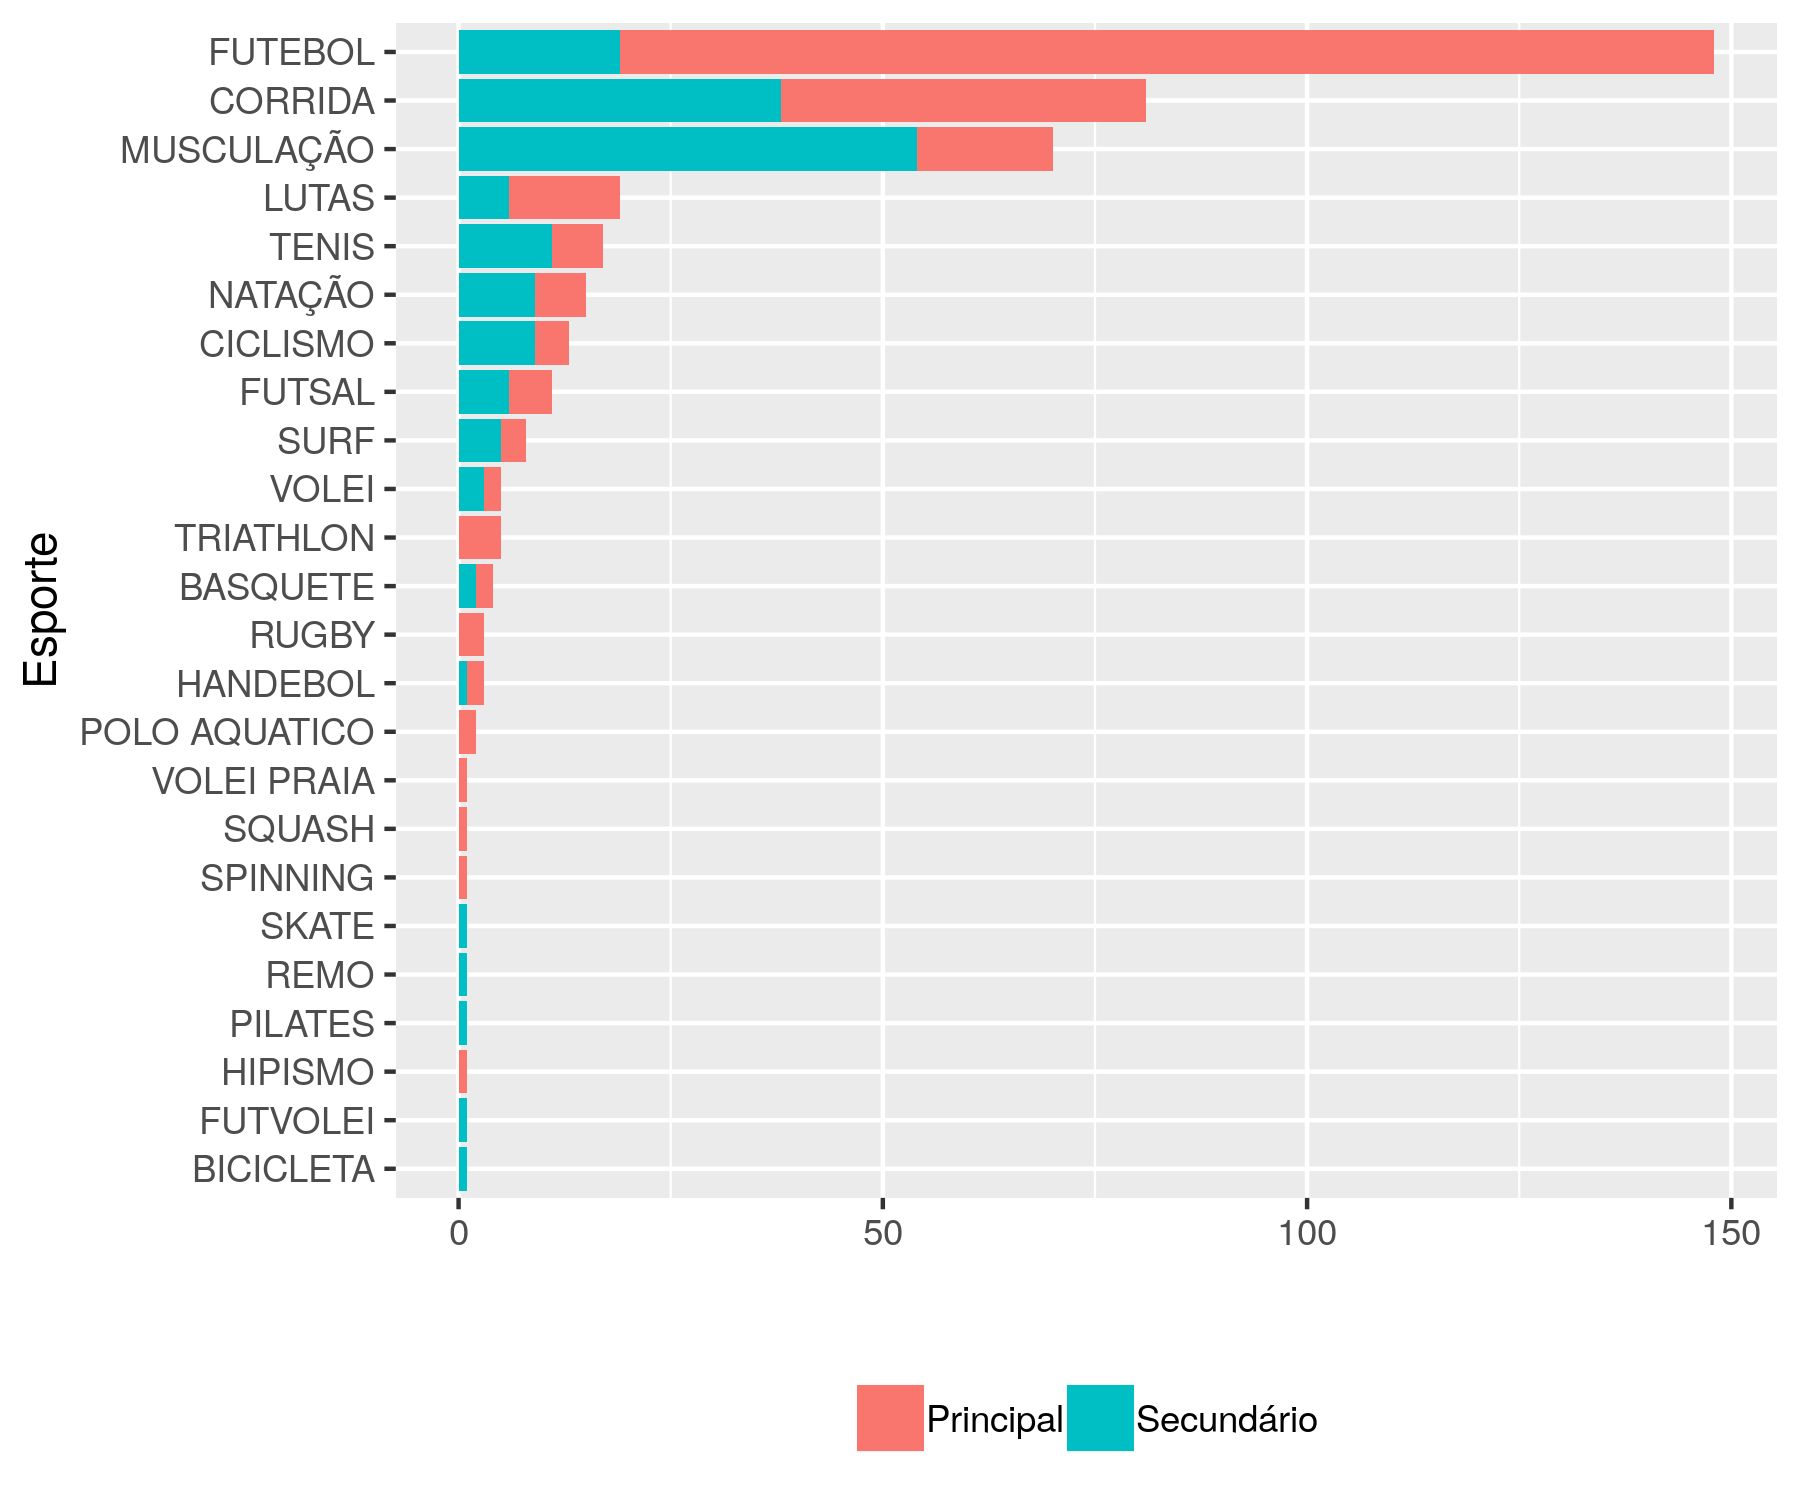 FUTEBOL
CORRIDA
MUSCULAÇÃO
LUTAS
TENIS
NATAÇÃO
CICLISMO
FUTSAL
SURF
VOLEI
TRIATHLON
BASQUETE
RUGBY
HANDEBOL
POLO AQUATICO
VOLEI PRAIA
SQUASH
SPINNING
SKATE
REMO
PILATES
HIPISMO
FUTVOLEI
BICICLETA
Esporte
0 50 100 150
Principal Secundário